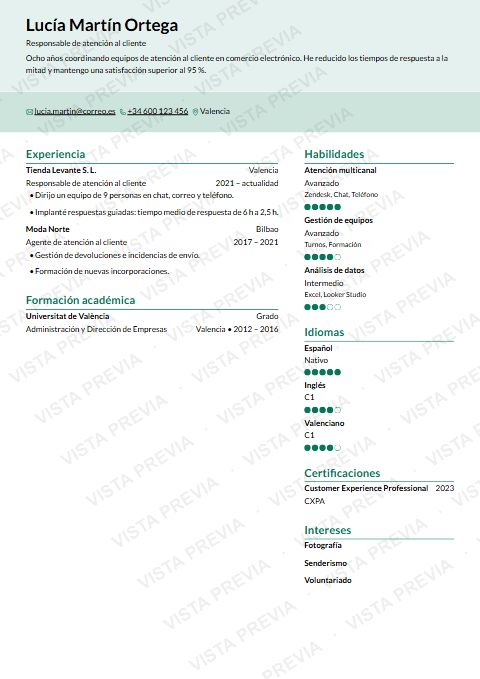 Lucía Martín Ortega
Responsable de atención al cliente
Ocho años coordinando equipos de atención al cliente en comercio electrónico. He reducido los tiempos de respuesta a la
mitad y mantengo una satisfacción superior al 95 %.
lucia.martin@correo.es +34 600 123 456 Valencia
Experiencia
Tienda Levante S. L. Valencia
Responsable de atención al cliente 2021 – actualidad
• Dirijo un equipo de 9 personas en chat, correo y teléfono.
• Implanté respuestas guiadas: tiempo medio de respuesta de 6 h a 2,5 h.
Moda Norte Bilbao
Agente de atención al cliente 2017 – 2021
• Gestión de devoluciones e incidencias de envío.
• Formación de nuevas incorporaciones.
Formación académica
Universitat de València Grado
Administración y Dirección de Empresas Valencia • 2012 – 2016
Habilidades
Atención multicanal
Avanzado
Zendesk, Chat, Teléfono
Gestión de equipos
Avanzado
Turnos, Formación
Análisis de datos
Intermedio
Excel, Looker Studio
Idiomas
Español
Nativo
Inglés
C1
Valenciano
C1
Certificaciones
Customer Experience Professional 2023
CXPA
Intereses
Fotografía
Senderismo
Voluntariado
VISTA PREVIA